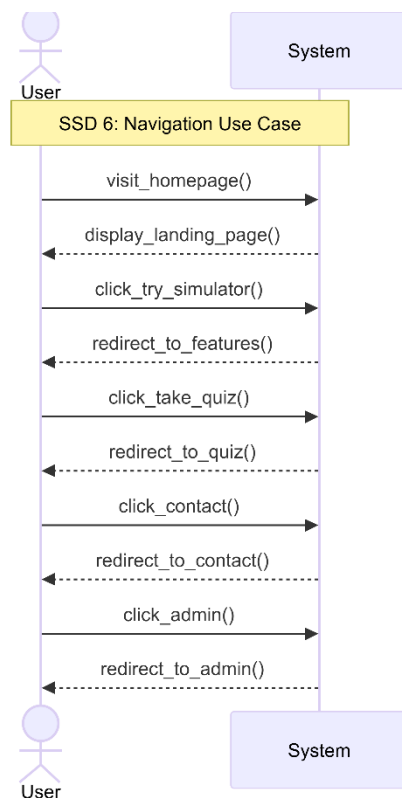 System
User
SSD 6: Navigation Use Case
visit_homepage()
display_landing_page()
click_try_simulator()
redirect_to_features()
click_take_quiz()
redirect_to_quiz()
click_contact()
redirect_to_contact()
click_admin()
redirect_to_admin()
System
User